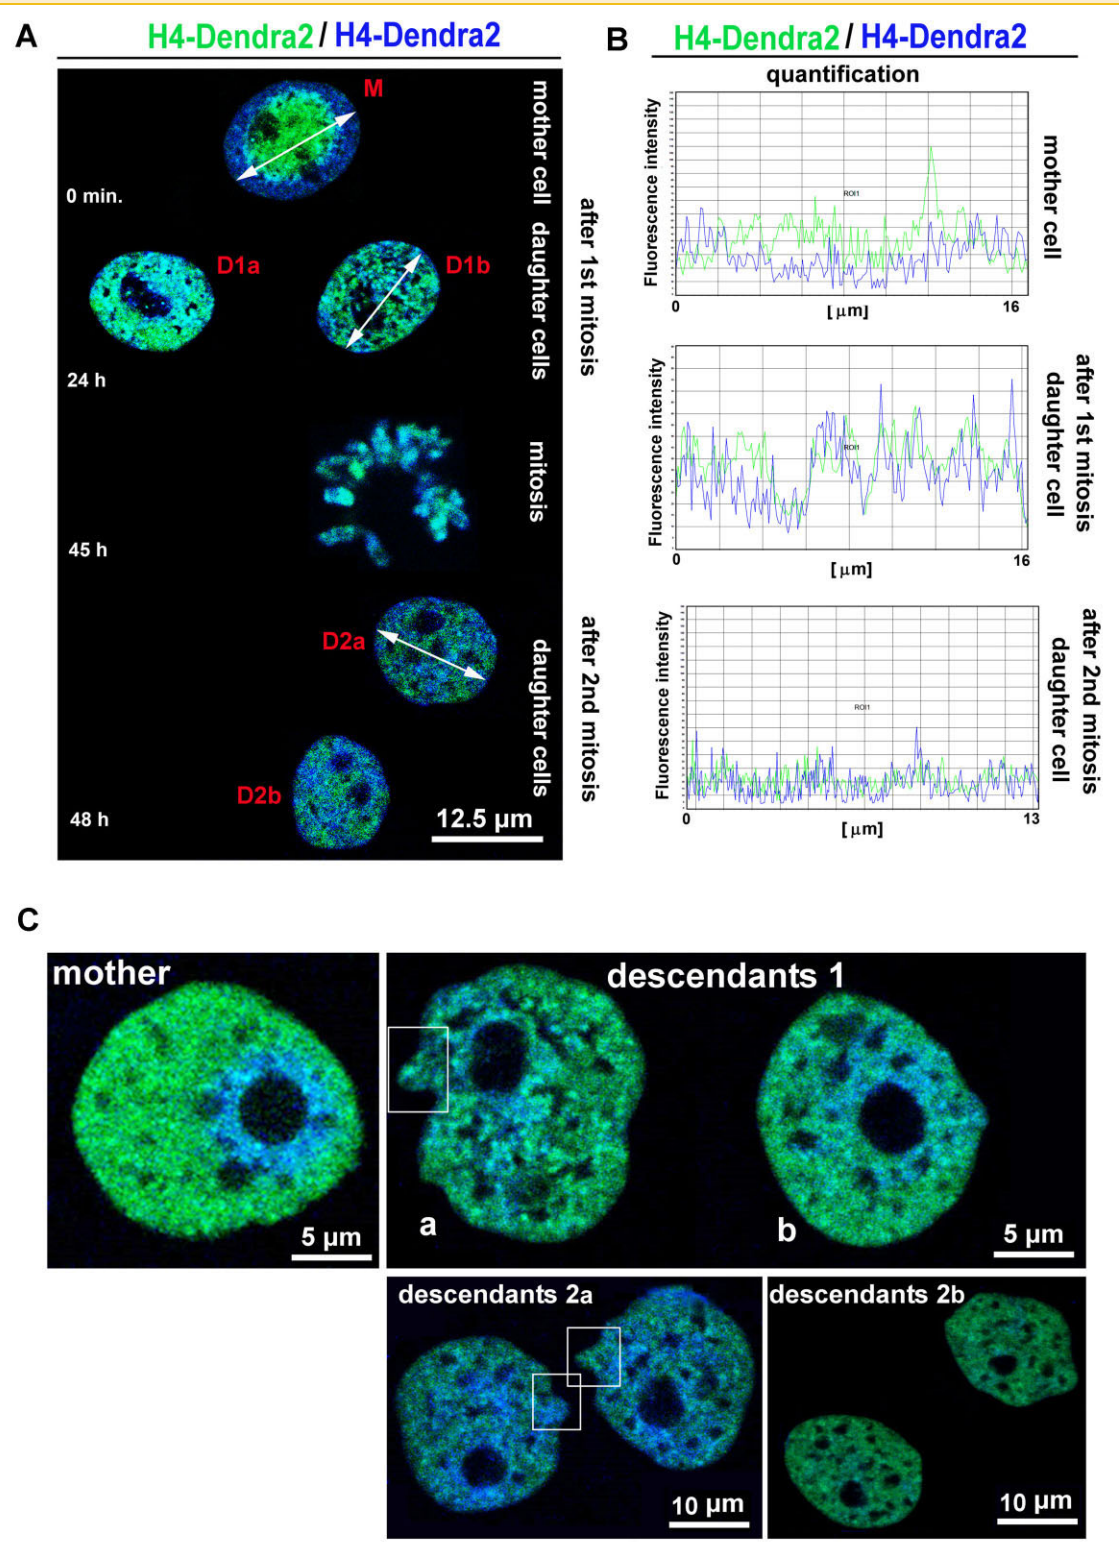 A
H4-Dendra2 / H4-Dendra2
M
mother cell
0 min.
D1a
D1b
daughter cells
after 1st mitosis
24 h
mitosis
45 h
D2a
daughter cells
after 2nd mitosis
D2b
48 h
12.5 µm
B
H4-Dendra2 / H4-Dendra2
quantification
Fluorescence intensity
ROI1
mother cell
0
16
[ µm]
Fluorescence intensity
ROI1
after 1st mitosis
daughter cell
0
16
[ µm]
Fluorescence intensity
ROI1
after 2nd mitosis
daughter cell
0
13
[ µm]
C
mother
5 µm
descendants 1
a
b
5 µm
descendants 2a
10 µm
descendants 2b
10 µm